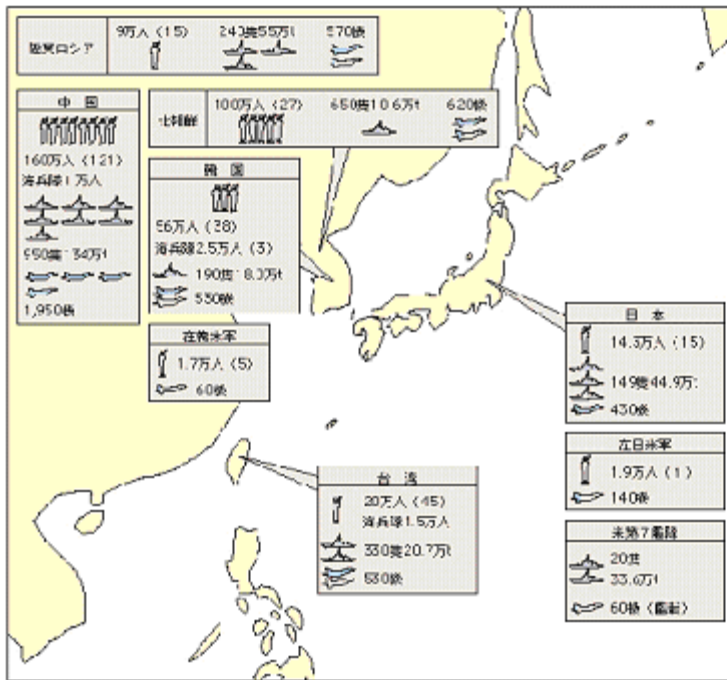 極東ロシア
9万人 (15)
240隻55万t
570機
中国
160万人 (121)
海兵隊1万人
950隻134万t
1,950機
北朝鮮
100万人 (27)
650隻10.6万t
620機
韓国
56万人 (38)
海兵隊2.5万人 (3)
190隻18.0万t
530機
在韓米軍
1.7万人 (5)
60機
台湾
20万人 (45)
海兵隊1.5万人
330隻20.7万t
530機
日本
14.3万人 (15)
149隻44.9万t
430機
在日米軍
1.9万人 (1)
140機
米第7艦隊
20隻
60機 (艦載)